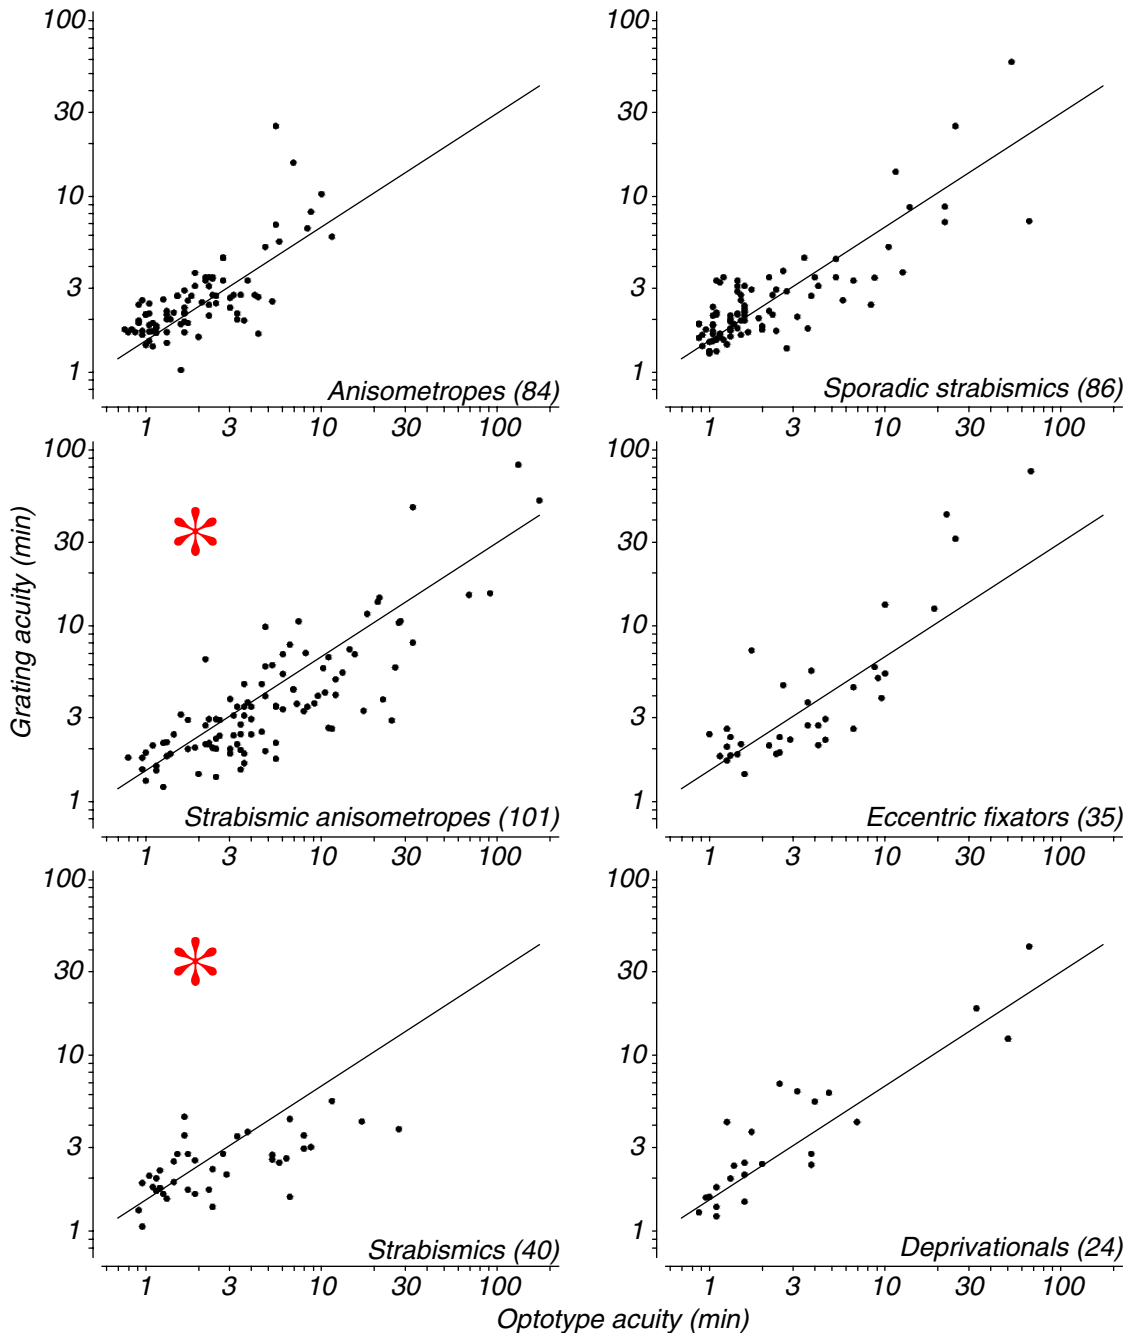 100
30
10
3
1
Anisometropes (84)
1 3 10 30 100
100
30
10
3
1
Sporadic strabismics (86)
1 3 10 30 100
Grating acuity (min)
100
30
10
3
1
*
Strabismic anisometropes (101)
1 3 10 30 100
100
30
10
3
1
Eccentric fixators (35)
1 3 10 30 100
100
30
10
3
1
*
Strabismics (40)
1 3 10 30 100
100
30
10
3
1
Deprivationals (24)
1 3 10 30 100
Optotype acuity (min)